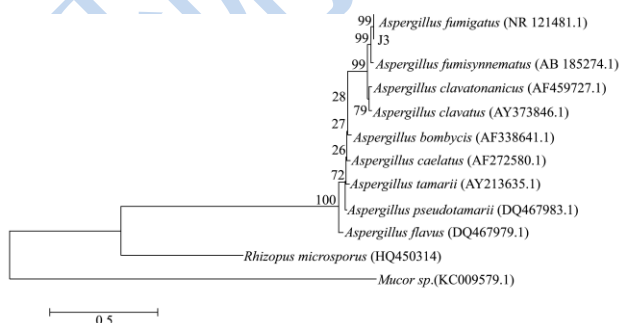 99 Aspergillus fumigatus (NR 121481.1)
99 J3
99 Aspergillus fumisynnematus (AB 185274.1)
Aspergillus clavatonanicus (AF459727.1)
28
79 Aspergillus clavatus (AY373846.1)
27
Aspergillus bombycis (AF338641.1)
26
Aspergillus caelatus (AF272580.1)
72
Aspergillus tamarii (AY213635.1)
100
Aspergillus pseudotamarii (DQ467983.1)
Aspergillus flavus (DQ467979.1)
Rhizopus microsporus (HQ450314)
Mucor sp.(KC009579.1)
0.5